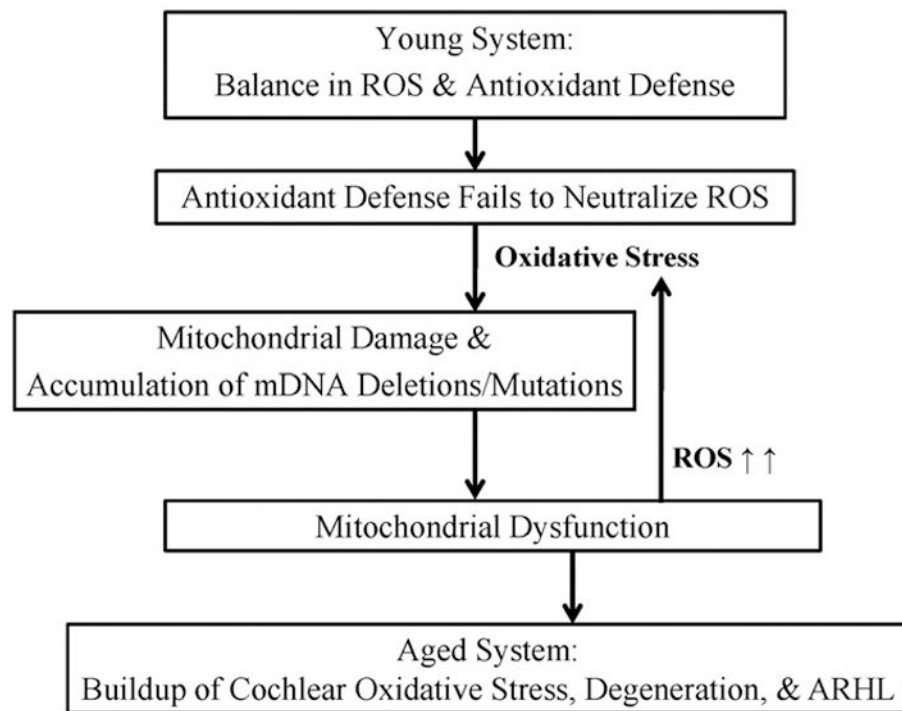 Young System:
Balance in ROS & Antioxidant Defense
Antioxidant Defense Fails to Neutralize ROS
Oxidative Stress
Mitochondrial Damage &
Accumulation of mDNA Deletions/Mutations
ROS ↑ ↑
Mitochondrial Dysfunction
Aged System:
Buildup of Cochlear Oxidative Stress, Degeneration, & ARHL